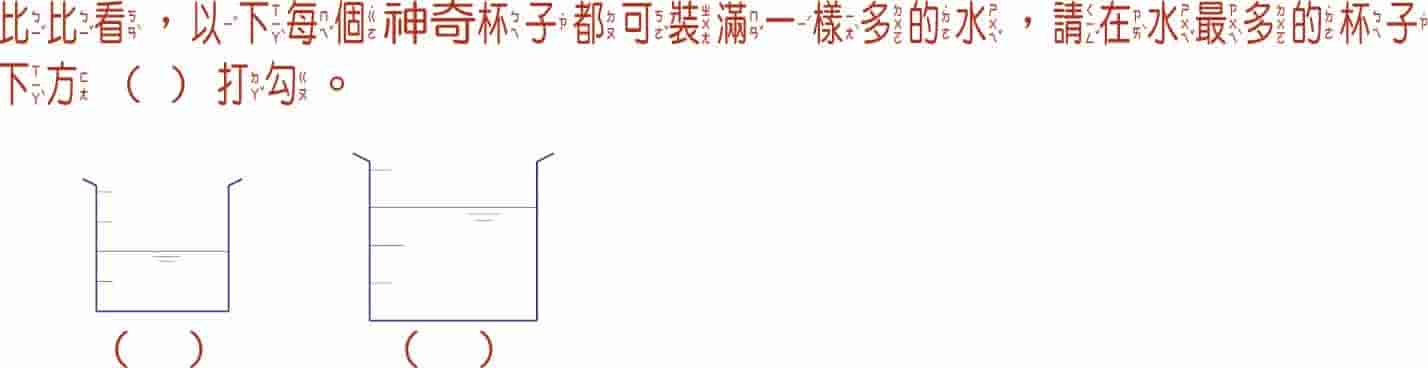 比比看，以下每個神奇杯子都可裝滿一樣多的水，請在水最多的杯子
下方（ ）打勾。
（ ） （ ）